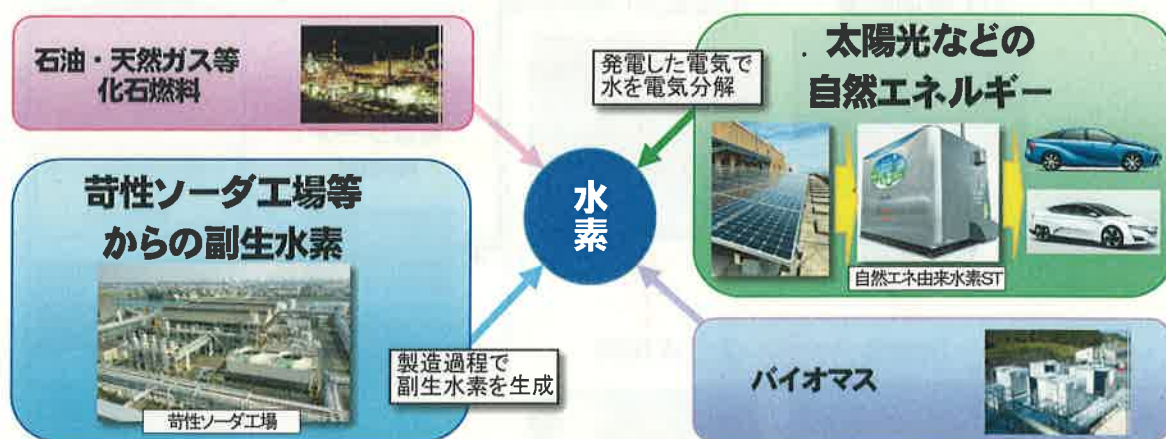 石油・天然ガス等
化石燃料
発電した電気で
水を電気分解
太陽光などの
自然エネルギー
自然エネ由来水素ST
水
素
苛性ソーダ工場等
からの副生水素
苛性ソーダ工場
製造過程で
副生水素を生成
バイオマス